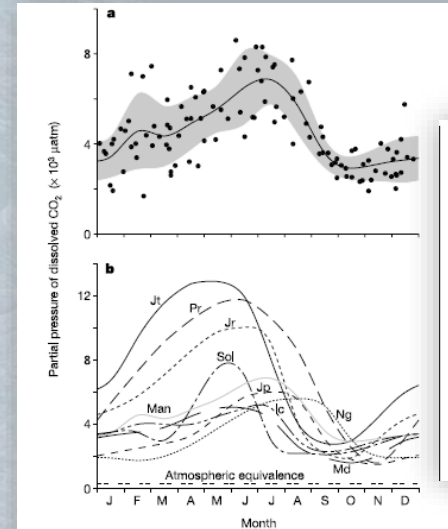 a
8
4
0
Partial pressure of dissolved CO2 (× 10³ µatm)
b
12
8
4
0
Jt
Pr
Jr
Sol
Jp
Man
Ic
Ng
Md
Atmospheric equivalence
J F M A M J J A S O N D
Month